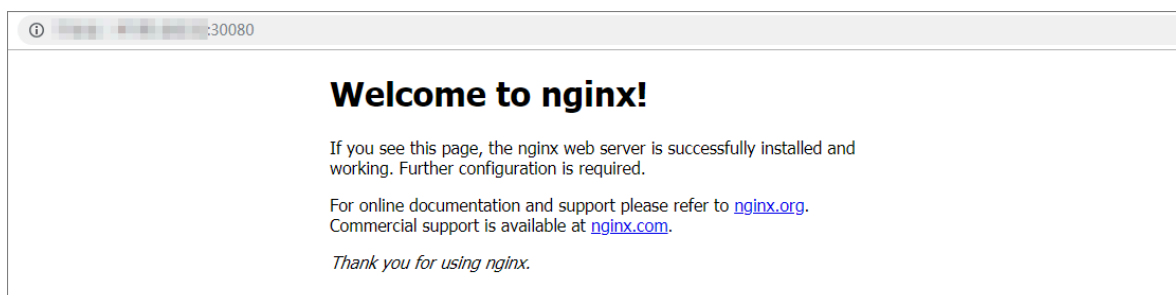 :30080
Welcome to nginx!
If you see this page, the nginx web server is successfully installed and
working. Further configuration is required.
For online documentation and support please refer to nginx.org.
Commercial support is available at nginx.com.
Thank you for using nginx.